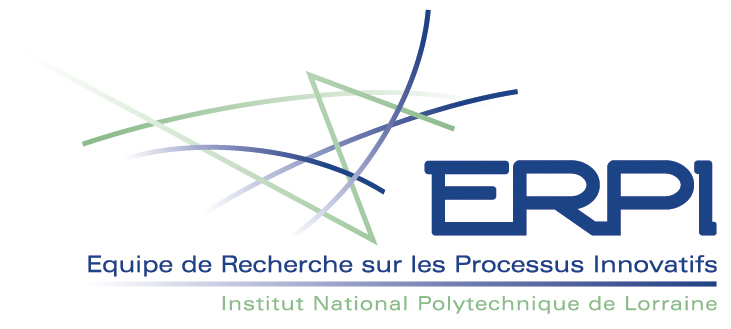 ERPI
Equipe de Recherche sur les Processus Innovatifs
Institut National Polytechnique de Lorraine